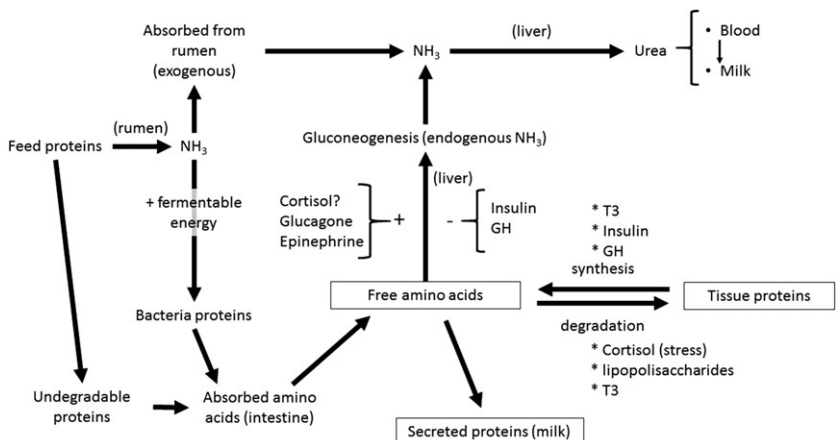 Absorbed from
rumen
(exogenous)
NH3
(liver)
Urea
• Blood
• Milk
Feed proteins
(rumen)
NH3
Gluconeogenesis (endogenous NH3)
(liver)
+ fermentable
energy
Cortisol?
Glucagone
Epinephrine
+
-
Insulin
GH
* T3
* Insulin
* GH
synthesis
Free amino acids
Tissue proteins
Bacteria proteins
degradation
* Cortisol (stress)
* lipopolisaccharides
* T3
Undegradable
proteins
Absorbed amino
acids (intestine)
Secreted proteins (milk)